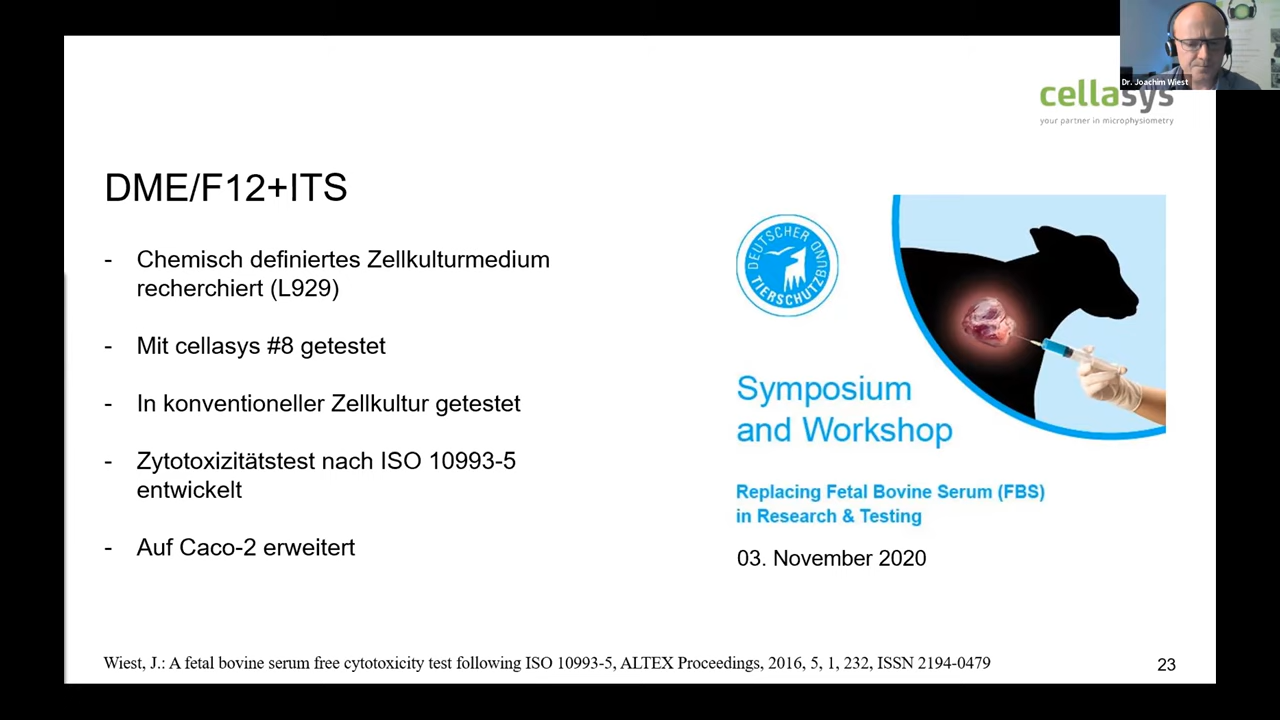 Dr. Joachim Wiest
cellasys
your partner in microphysiometry
DME/F12+ITS
- Chemisch definiertes Zellkulturmedium
recherchiert (L929)
- Mit cellasys #8 getestet
- In konventioneller Zellkultur getestet
- Zytotoxizitätstest nach ISO 10993-5
entwickelt
- Auf Caco-2 erweitert
DEUTSCHER
TIERSCHUTZBUND
Symposium
and Workshop
Replacing Fetal Bovine Serum (FBS)
in Research & Testing
03. November 2020
Wiest, J.: A fetal bovine serum free cytotoxicity test following ISO 10993-5, ALTEX Proceedings, 2016, 5, 1, 232, ISSN 2194-0479
23